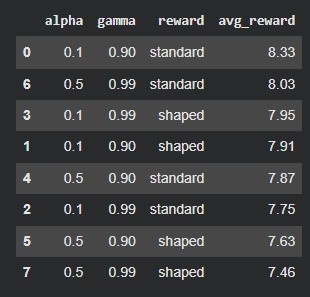 alpha gamma reward avg_reward
0 0.1 0.90 standard 8.33
6 0.5 0.99 standard 8.03
3 0.1 0.99 shaped 7.95
1 0.1 0.90 shaped 7.91
4 0.5 0.90 standard 7.87
2 0.1 0.99 standard 7.75
5 0.5 0.90 shaped 7.63
7 0.5 0.99 shaped 7.46